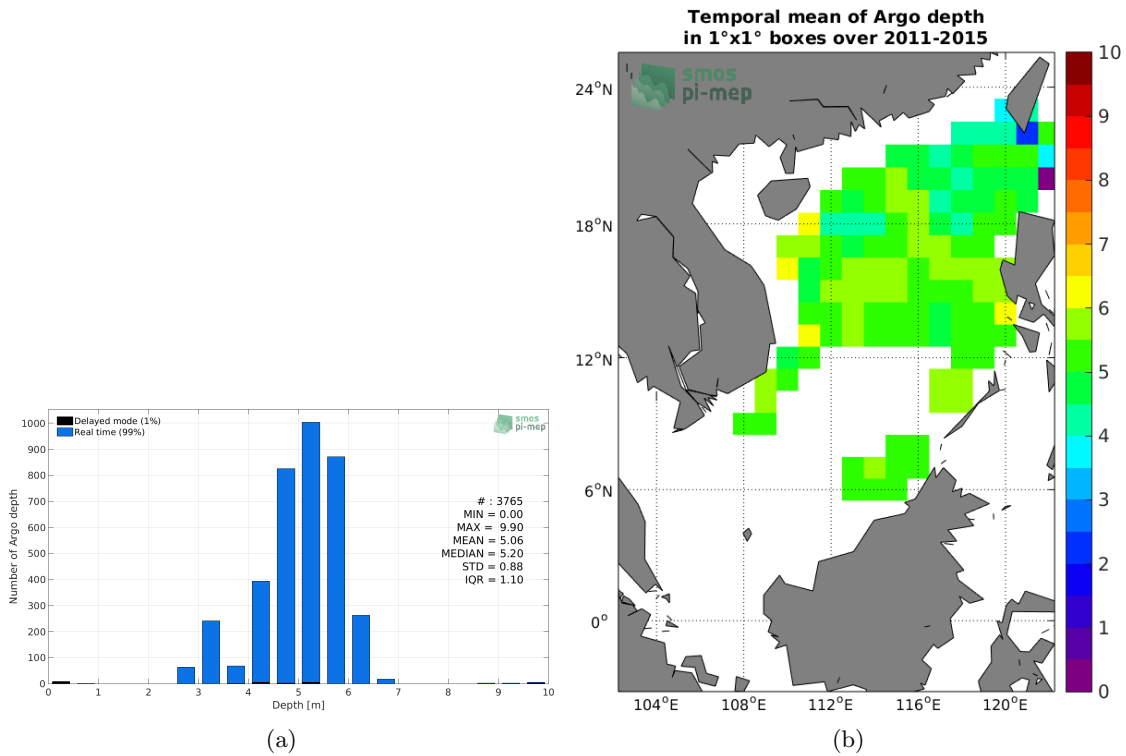 Temporal mean of Argo depth
in 1°x1° boxes over 2011-2015
smos
pi-mep
24°N
18°N
12°N
6°N
0°
104°E
108°E
112°E
116°E
120°E
10
9
8
7
6
5
4
3
2
1
0
Delayed mode (1%)
Real time (99%)
smos
pi-mep
# : 3765
MIN = 0.00
MAX = 9.90
MEAN = 5.06
MEDIAN = 5.20
STD = 0.88
IQR = 1.10
Number of Argo depth
1000
900
800
700
600
500
400
300
200
100
0
0 1 2 3 4 5 6 7 8 9 10
Depth [m]
(a)
(b)